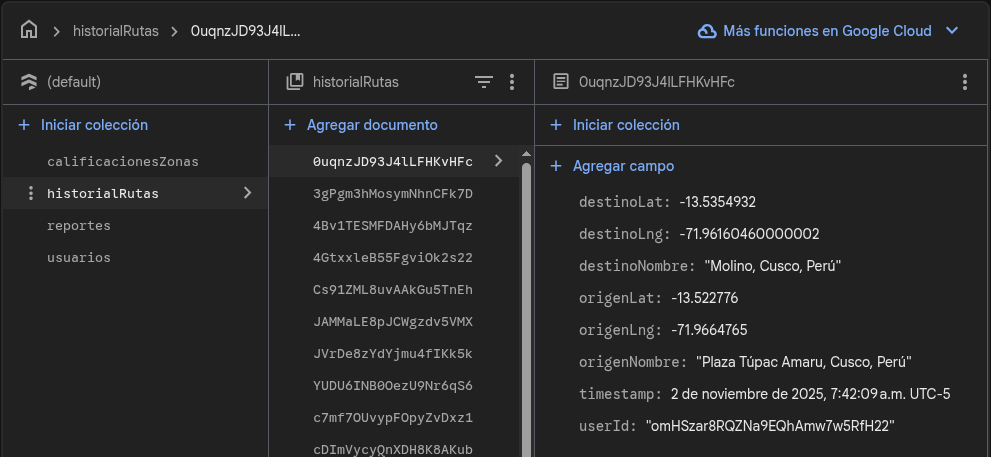 historialRutas
0uqnzJD93J4lL...
Más funciones en Google Cloud
(default)
historialRutas
0uqnzJD93J4lLFHKvHFc
+ Iniciar colección
+ Agregar documento
+ Iniciar colección
calificacionesZonas
historialRutas
reportes
usuarios
0uqnzJD93J4lLFHKvHFc
3gPgm3hMosymNhnCFk7D
4Bv1TESMFDAHy6bMJTqz
4GtxxleB55FgviOk2s22
Cs91ZML8uvAAkGu5TnEh
JAMMaLE8pJCWgzdv5VMX
JVrDe8zYdYjmu4fIKk5k
YUDU6INB0OezU9Nr6qS6
c7mf7OUvypFOpyZvDxz1
cDImVycyQnXDH8K8AKub
+ Agregar campo
destinoLat: -13.5354932
destinoLng: -71.96160460000002
destinoNombre: "Molino, Cusco, Perú"
origenLat: -13.522776
origenLng: -71.9664765
origenNombre: "Plaza Túpac Amaru, Cusco, Perú"
timestamp: 2 de noviembre de 2025, 7:42:09 a.m. UTC-5
userId: "omHSzar8RQZNa9EQhAmw7w5RfH22"